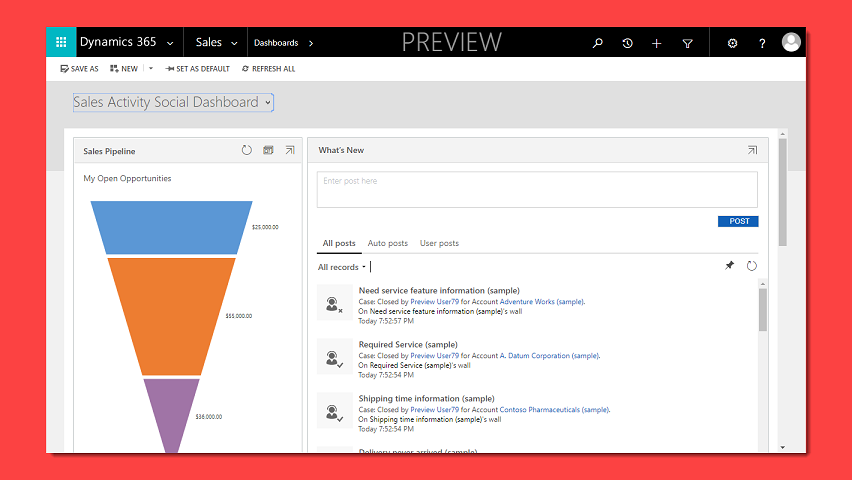 Dynamics 365 Sales Dashboards PREVIEW ?
SAVE AS NEW SET AS DEFAULT REFRESH ALL
Sales Activity Social Dashboard
Sales Pipeline
My Open Opportunities
$25,000.00
$55,000.00
$36,000.00
What's New
Enter post here
POST
All posts Auto posts User posts
All records
Need service feature information (sample)
Case: Closed by Preview User79 for Account Adventure Works (sample).
On Need service feature information (sample)'s wall
Today 7:52:57 PM
Required Service (sample)
Case: Closed by Preview User79 for Account A. Datum Corporation (sample).
On Required Service (sample)'s wall
Today 7:52:54 PM
Shipping time information (sample)
Case: Closed by Preview User79 for Account Contoso Pharmaceuticals (sample).
On Shipping time information (sample)'s wall
Today 7:52:54 PM
Delivery never arrived (sample)